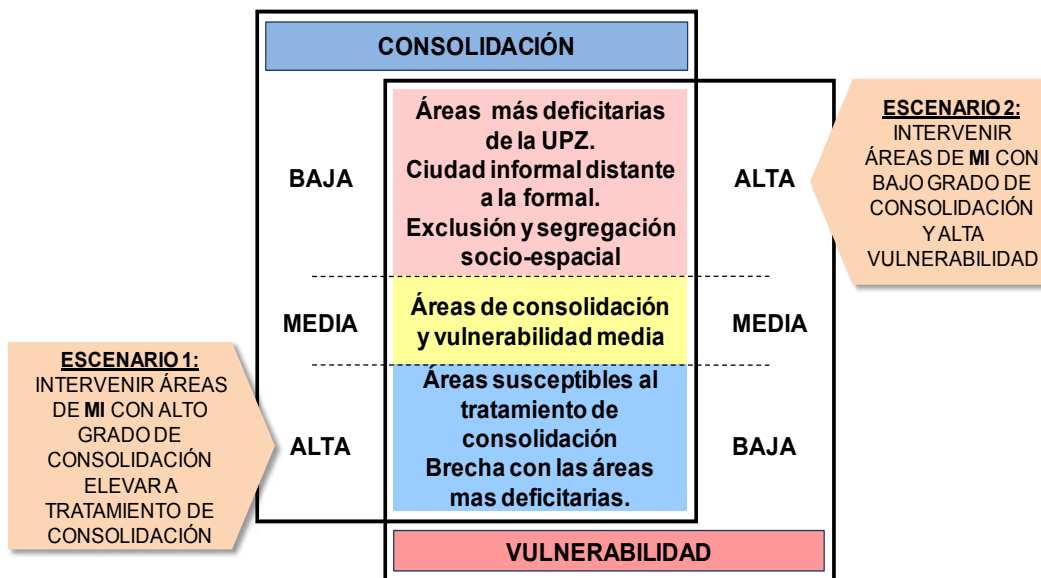 CONSOLIDACIÓN
BAJA
Áreas más deficitarias
de la UPZ.
Ciudad informal distante
a la formal.
Exclusión y segregación
socio-espacial
ALTA
ESCENARIO 2:
INTERVENIR
ÁREAS DE MI CON
BAJO GRADO DE
CONSOLIDACIÓN
Y ALTA
VULNERABILIDAD
MEDIA
Áreas de consolidación
y vulnerabilidad media
MEDIA
ESCENARIO 1:
INTERVENIR ÁREAS
DE MI CON ALTO
GRADO DE
CONSOLIDACIÓN
ELEVAR A
TRATAMIENTO DE
CONSOLIDACIÓN
ALTA
Áreas susceptibles al
tratamiento de
consolidación
Brecha con las áreas
mas deficitarias.
BAJA
VULNERABILIDAD